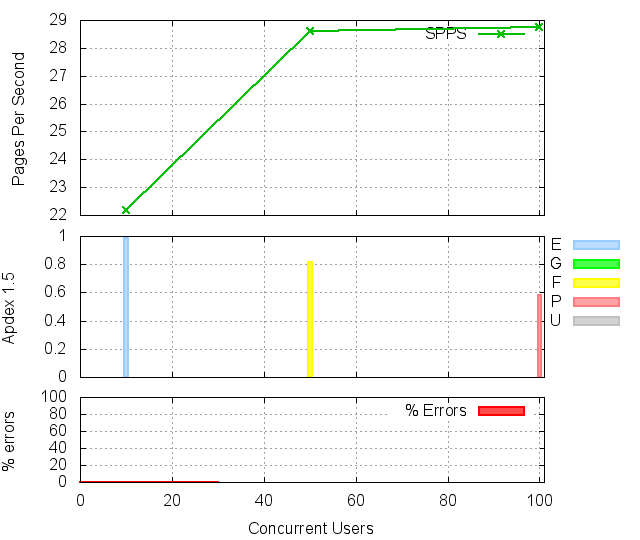 29
28
27
26
25
24
23
22
Pages Per Second
SPPS
1
0.8
0.6
0.4
0.2
0
Apdex 1.5
E
G
F
P
U
100
80
60
40
20
0
% errors
% Errors
0 20 40 60 80 100
Concurrent Users